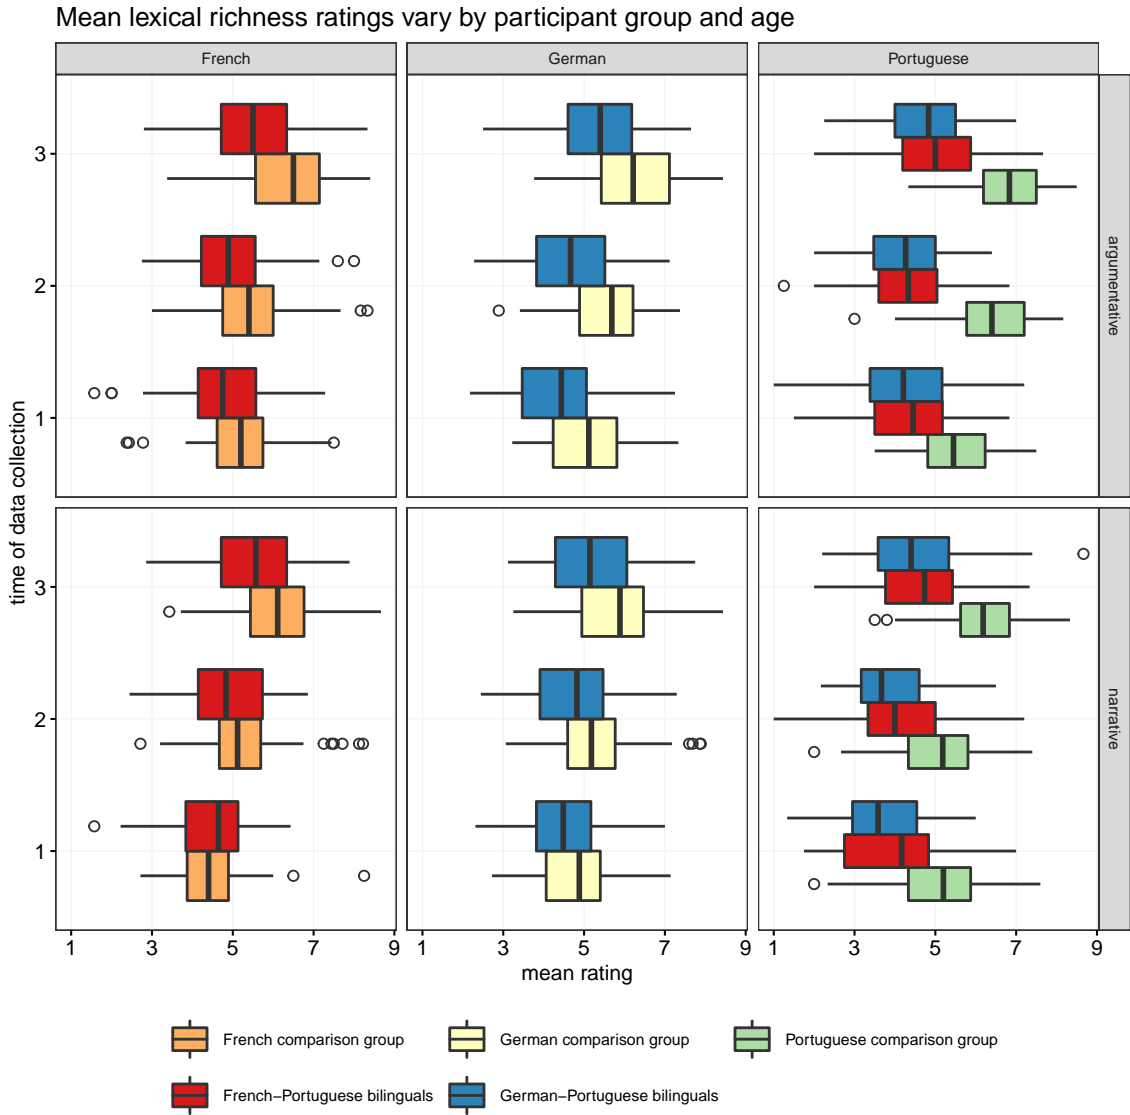 Mean lexical richness ratings vary by participant group and age
French
German
Portuguese
time of data collection
3
2
1
argumentative
3
2
1
narrative
1 3 5 7 9 1 3 5 7 9 1 3 5 7 9
mean rating
French comparison group
German comparison group
Portuguese comparison group
French−Portuguese bilinguals
German−Portuguese bilinguals